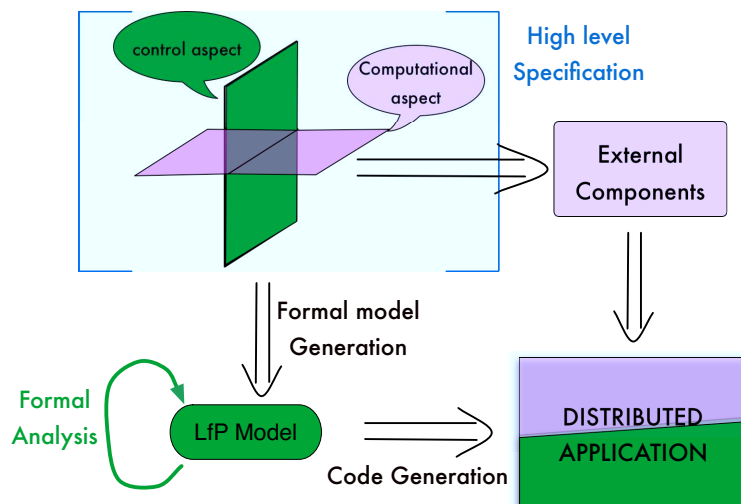 control aspect
Computational
aspect
High level
Specification
External
Components
Formal model
Generation
Formal
Analysis
LfP Model
Code Generation
DISTRIBUTED
APPLICATION